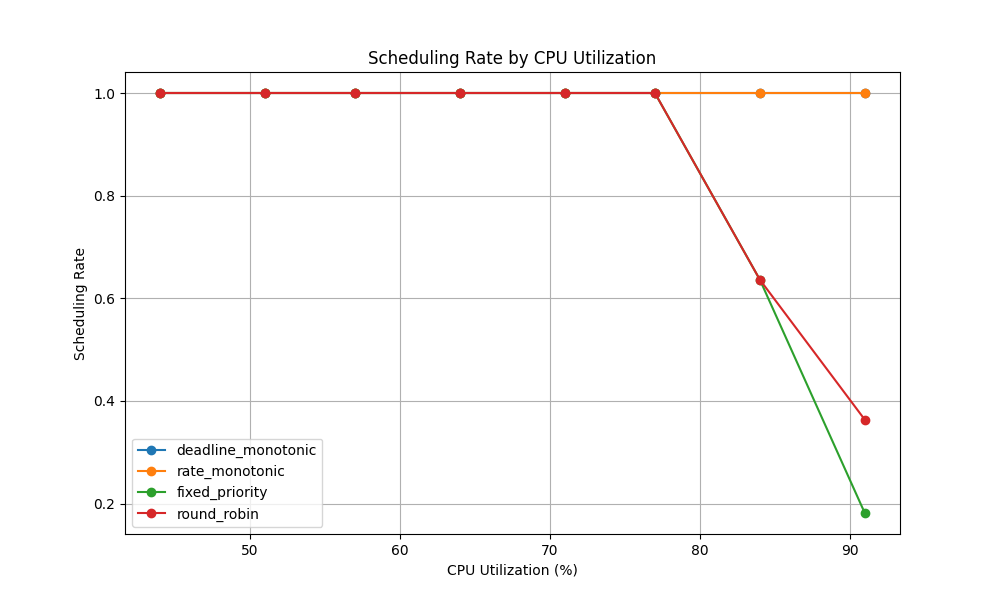 Scheduling Rate by CPU Utilization
1.0
0.8
0.6
0.4
0.2
Scheduling Rate
deadline_monotonic
rate_monotonic
fixed_priority
round_robin
50
60
70
80
90
CPU Utilization (%)